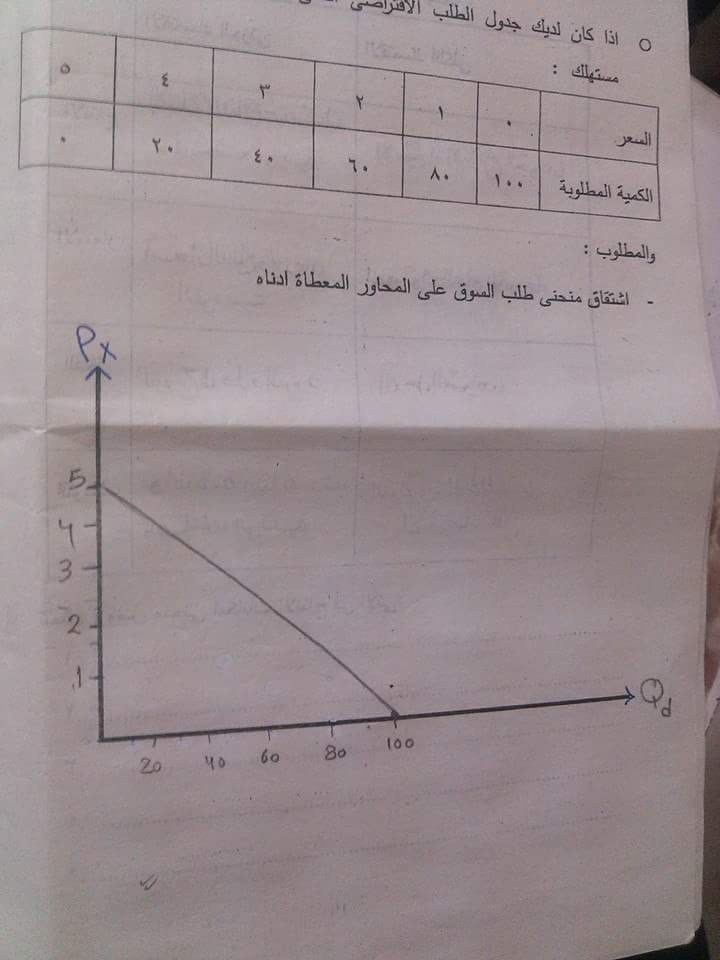 اذا كان لديك جدول الطلب الافتراضي
مستهلك :
السعر ٠ ١ ٢ ٣ ٤ ٥
الكمية المطلوبة ١٠٠ ٨٠ ٦٠ ٤٠ ٢٠ ٠
والمطلوب :
- اشتقاق منحنى طلب السوق على المحاور المعطاة ادناه
Px
5
4
3
2
1
Qd
20 40 60 80 100